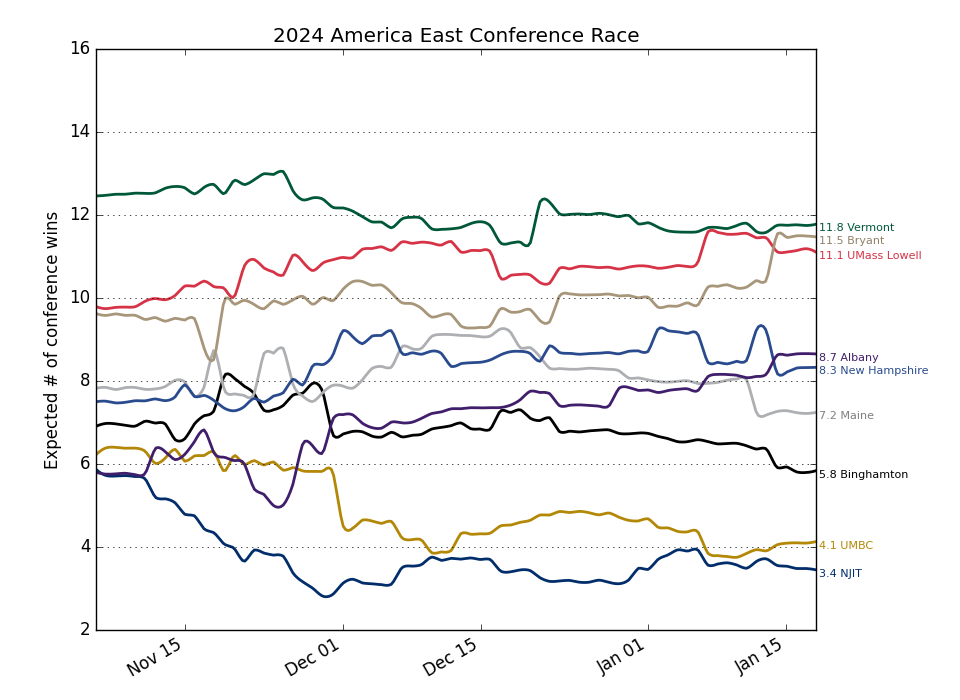 2024 America East Conference Race
Expected # of conference wins
16
14
12
10
8
6
4
2
Nov 15
Dec 01
Dec 15
Jan 01
Jan 15
11.8 Vermont
11.5 Bryant
11.1 UMass Lowell
8.7 Albany
8.3 New Hampshire
7.2 Maine
5.8 Binghamton
4.1 UMBC
3.4 NJIT